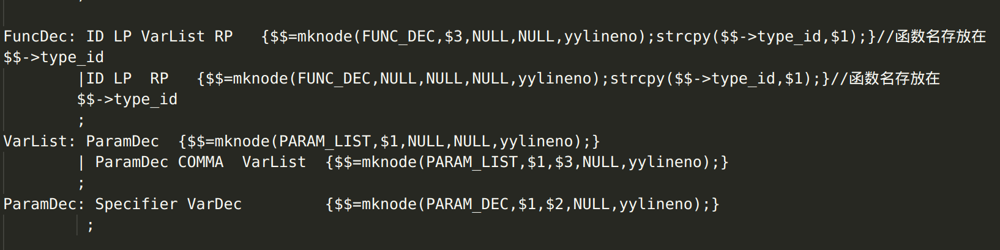 FuncDec: ID LP VarList RP   {$$=mknode(FUNC_DEC,$3,NULL,NULL,yylineno);strcpy($$->type_id,$1);}//函数名存放在
$$->type_id
        |ID LP  RP   {$$=mknode(FUNC_DEC,NULL,NULL,NULL,yylineno);strcpy($$->type_id,$1);}//函数名存放在
        $$->type_id
        ;
VarList: ParamDec  {$$=mknode(PARAM_LIST,$1,NULL,NULL,yylineno);}
        | ParamDec COMMA  VarList  {$$=mknode(PARAM_LIST,$1,$3,NULL,yylineno);}
        ;
ParamDec: Specifier VarDec         {$$=mknode(PARAM_DEC,$1,$2,NULL,yylineno);}
         ;